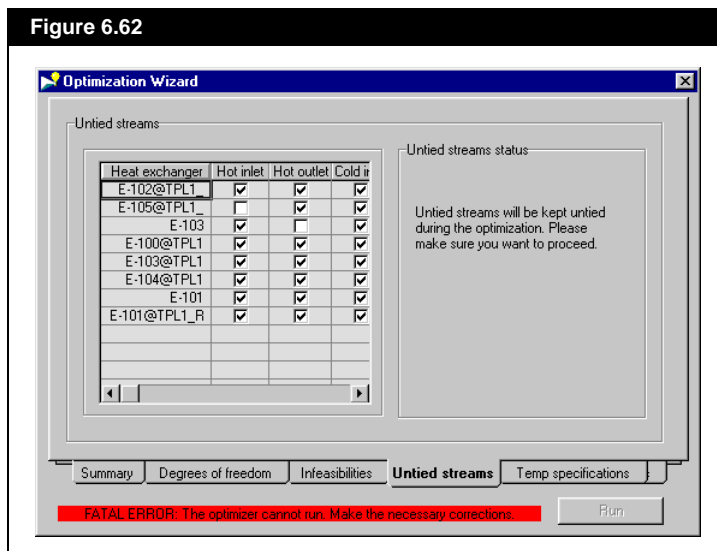 Figure 6.62
Optimization Wizard
Untied streams
Heat exchanger Hot inlet Hot outlet Cold in
E-102@TPL1_
E-105@TPL1_
E-103
E-100@TPL1
E-103@TPL1
E-104@TPL1
E-101
E-101@TPL1_R
Untied streams status
Untied streams will be kept untied
during the optimization. Please
make sure you want to proceed.
Summary Degrees of freedom Infeasibilities Untied streams Temp specifications
FATAL ERROR: The optimizer cannot run. Make the necessary corrections. Run